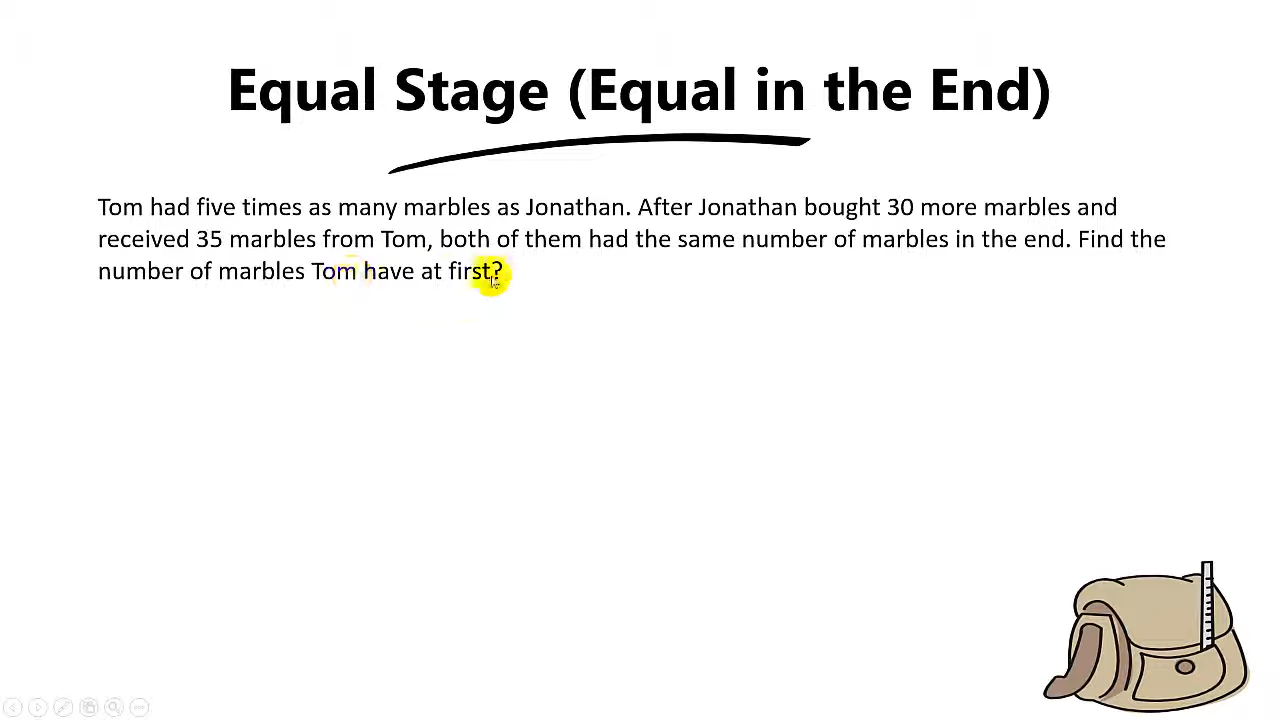 Equal Stage (Equal in the End)
Tom had five times as many marbles as Jonathan. After Jonathan bought 30 more marbles and
received 35 marbles from Tom, both of them had the same number of marbles in the end. Find the
number of marbles Tom have at first?